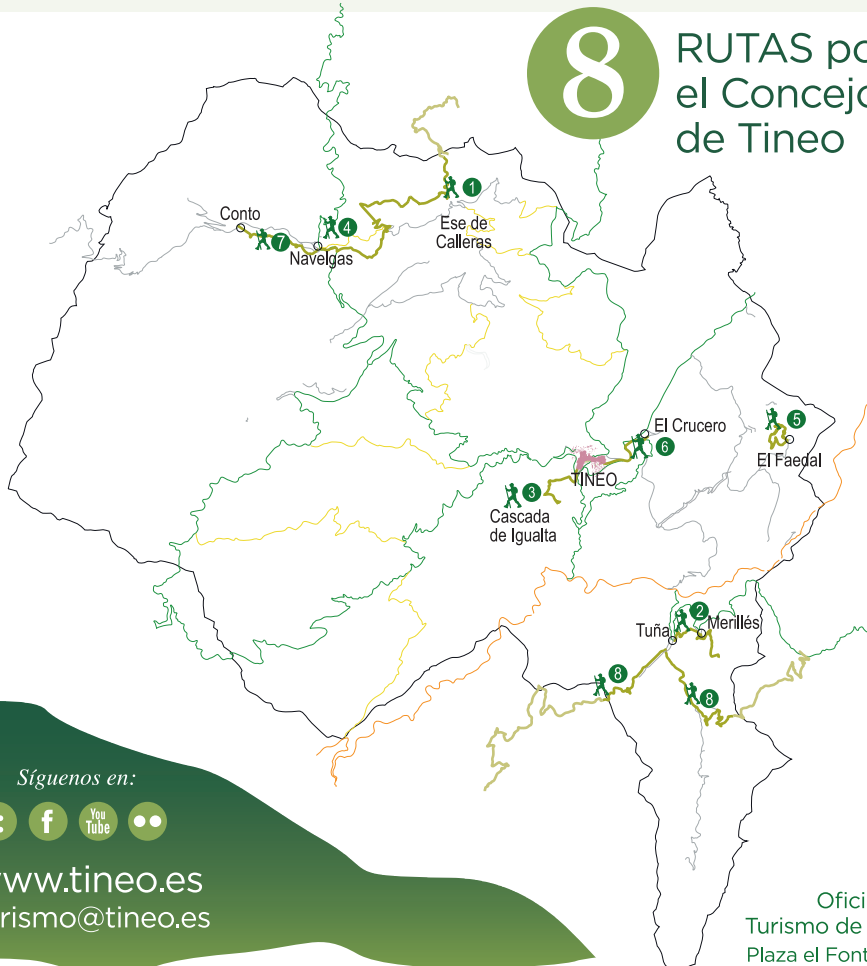 8
RUTAS po
el Concejo
de Tineo
1
Ese de
Calleras
Conto
4
7
Navelgas
El Crucero
6
5
El Faedal
TINEO
3
Cascada
de Igualta
2
Merillés
Tuña
8
8
Síguenos en:
f
You
Tube
www.tineo.es
rismo@tineo.es
Ofici
Turismo de
Plaza el Font